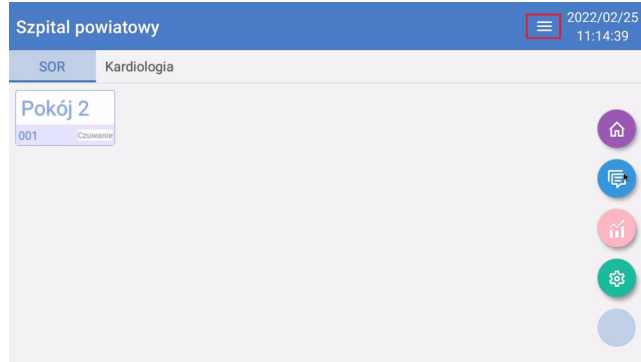 Szpital powiatowy
2022/02/25
11:14:39
SOR Kardiologia
Pokój 2
001 Czuwanie